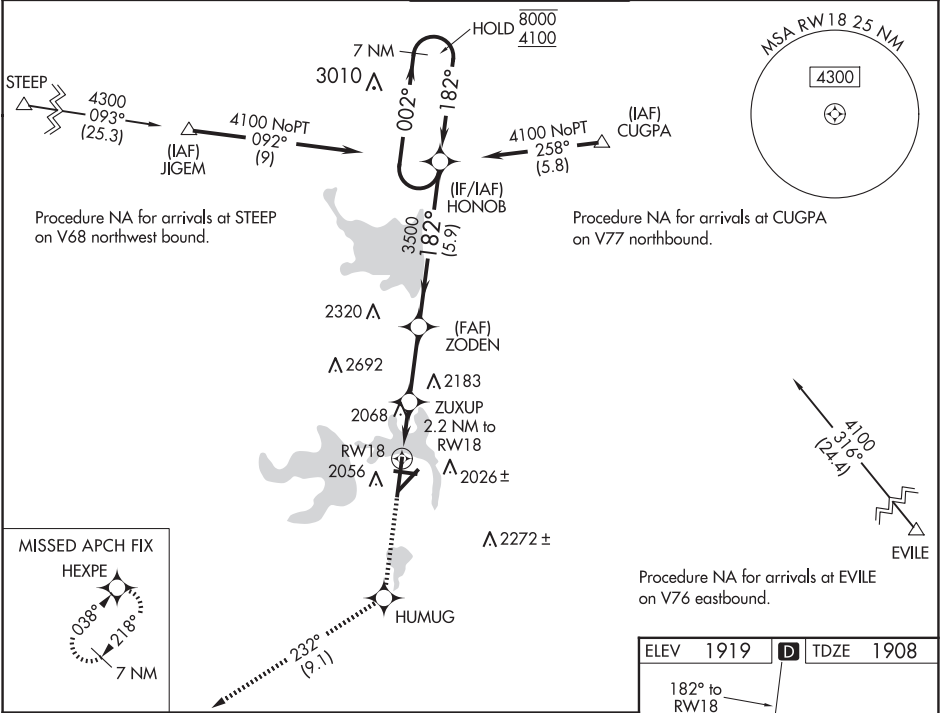 HOLD 8000
4100
7 NM
3010
002°
182°
MSA RW18 25 NM
4300
STEEP
4300
093°
(25.3)
(IAF)
JIGEM
4100 NoPT
092°
(9)
4100 NoPT
258°
(5.8)
(IAF)
CUGPA
(IF/IAF)
HONOB
Procedure NA for arrivals at STEEP
on V68 northwest bound.
Procedure NA for arrivals at CUGPA
on V77 northbound.
3500
182°
(5.9)
2320
(FAF)
ZODEN
2692
2183
2068
ZUXUP
2.2 NM to
RW18
RW18
2056
2026 ±
2272 ±
4100
316°
(24.4)
EVILE
Procedure NA for arrivals at EVILE
on V76 eastbound.
MISSED APCH FIX
HEXPE
038°
218°
7 NM
HUMUG
232°
(9.1)
ELEV 1919 D TDZE 1908
182° to
RW18